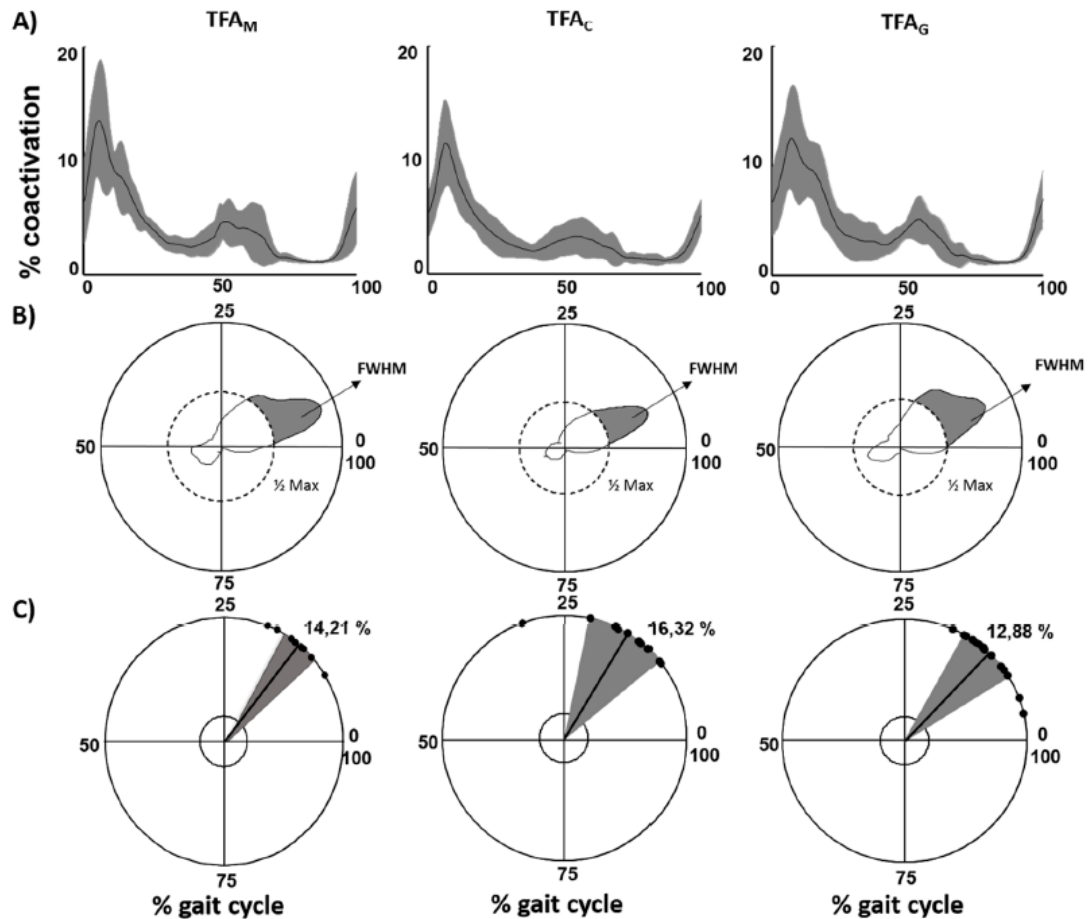 A) TFA_M TFA_C TFA_G
% coactivation
20 20 20
10 10 10
0 0 0
0 50 100 0 50 100 0 50 100
B) 25 25 25
FWHM FWHM FWHM
50 0 50 0 50 0
100 100 100
½ Max ½ Max ½ Max
75 75 75
C) 25 25 25
14,21 % 16,32 % 12,88 %
50 0 50 0 50 0
100 100 100
75 75 75
% gait cycle % gait cycle % gait cycle